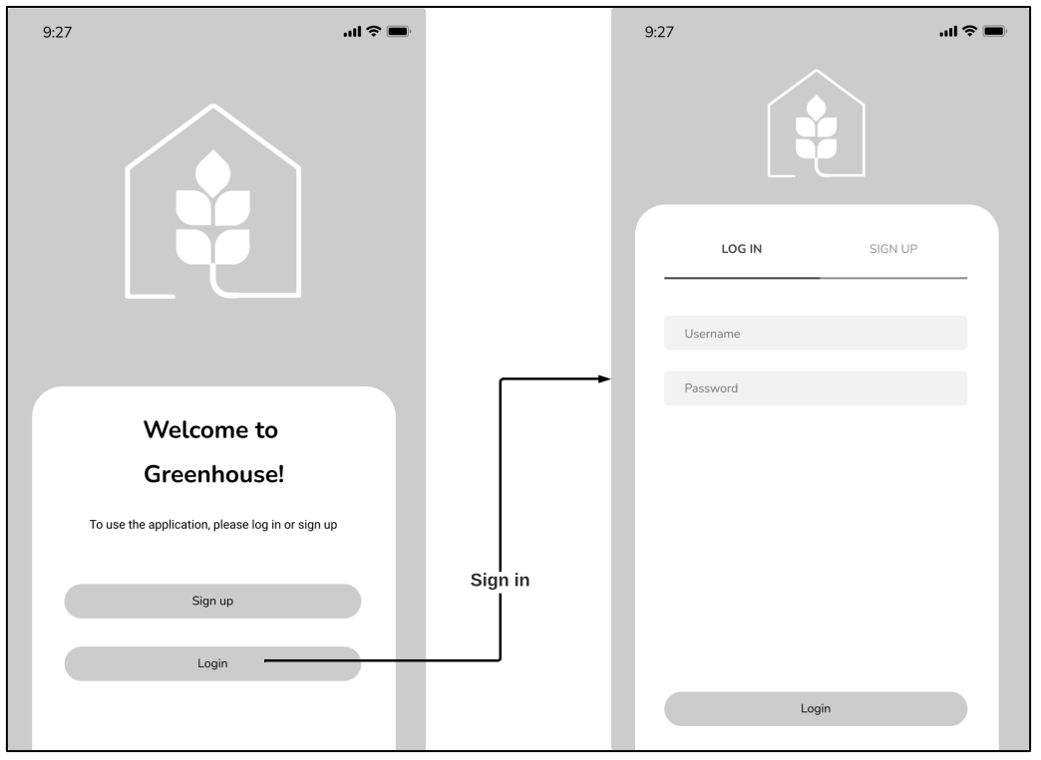 9:27
Welcome to
Greenhouse!
To use the application, please log in or sign up
Sign up
Login
Sign in
9:27
LOG IN
SIGN UP
Username
Password
Login